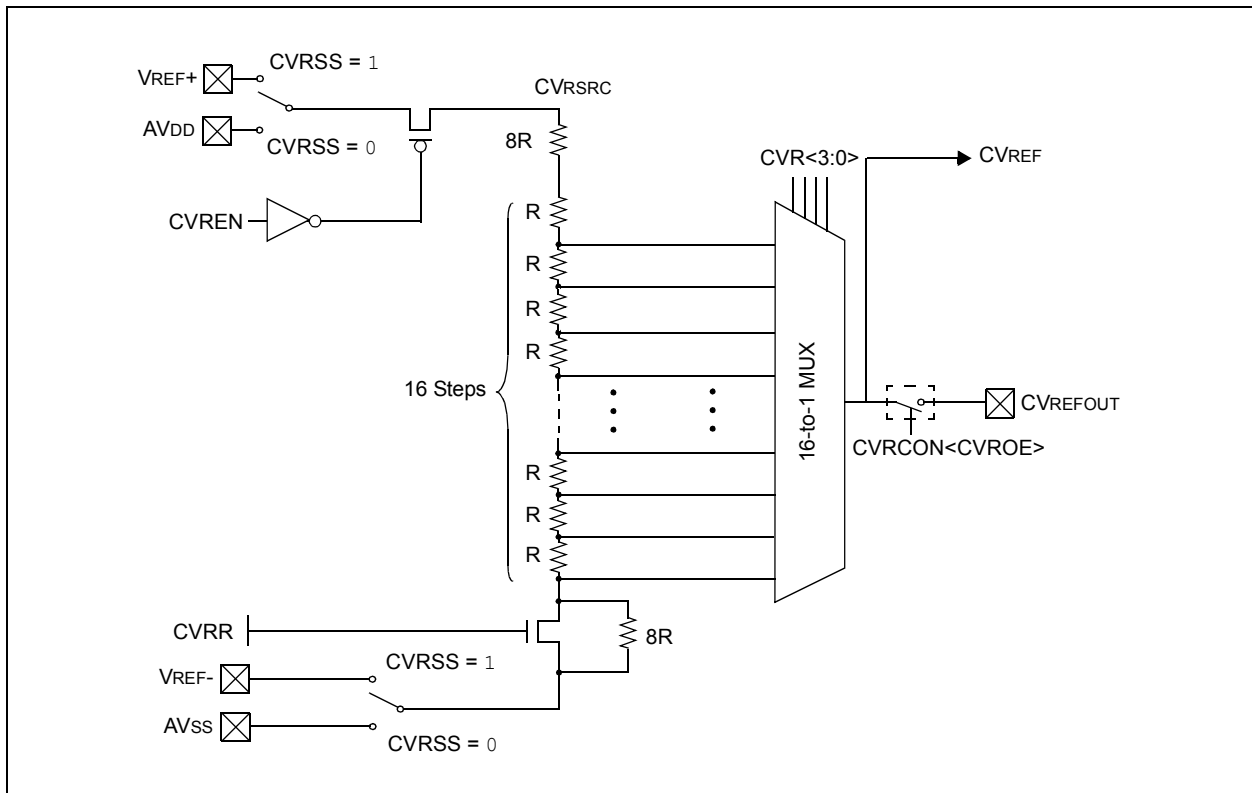 CVRSS = 1
VREF+
CVRSRC
AVDD
8R
CVRSS = 0
CVR<3:0>
CVREF
CVREN
R
R
R
R
16 Steps
16-to-1 MUX
CVREFOUT
CVRCON<CVROE>
R
R
R
CVRR
8R
CVRSS = 1
VREF-
AVSS
CVRSS = 0